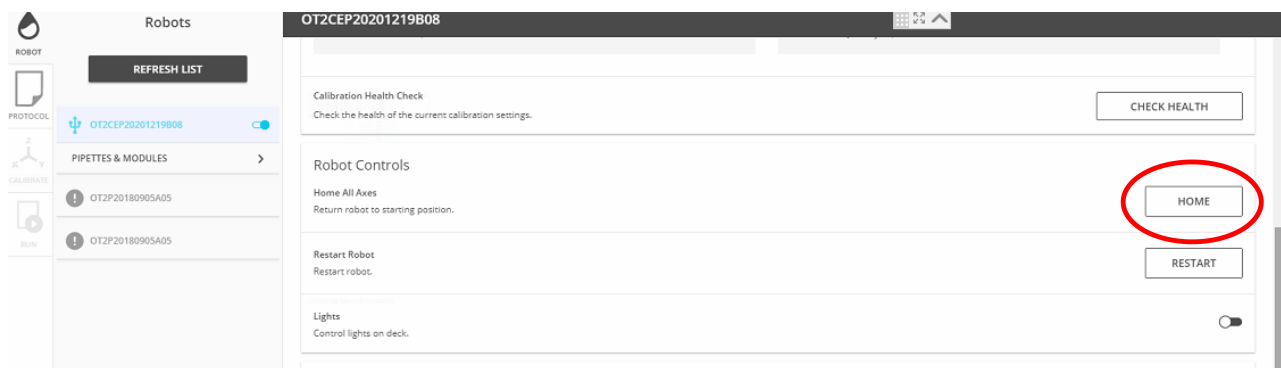 Robots
OT2CEP20201219B08
ROBOT
REFRESH LIST
PROTOCOL
OT2CEP20201219B08
PIPETTES & MODULES
Z
X Y
CALIBRATE
OT2P20180905A05
OT2P20180905A05
RUN
Calibration Health Check
Check the health of the current calibration settings.
CHECK HEALTH
Robot Controls
Home All Axes
Return robot to starting position.
HOME
Restart Robot
Restart robot.
RESTART
Lights
Control lights on deck.